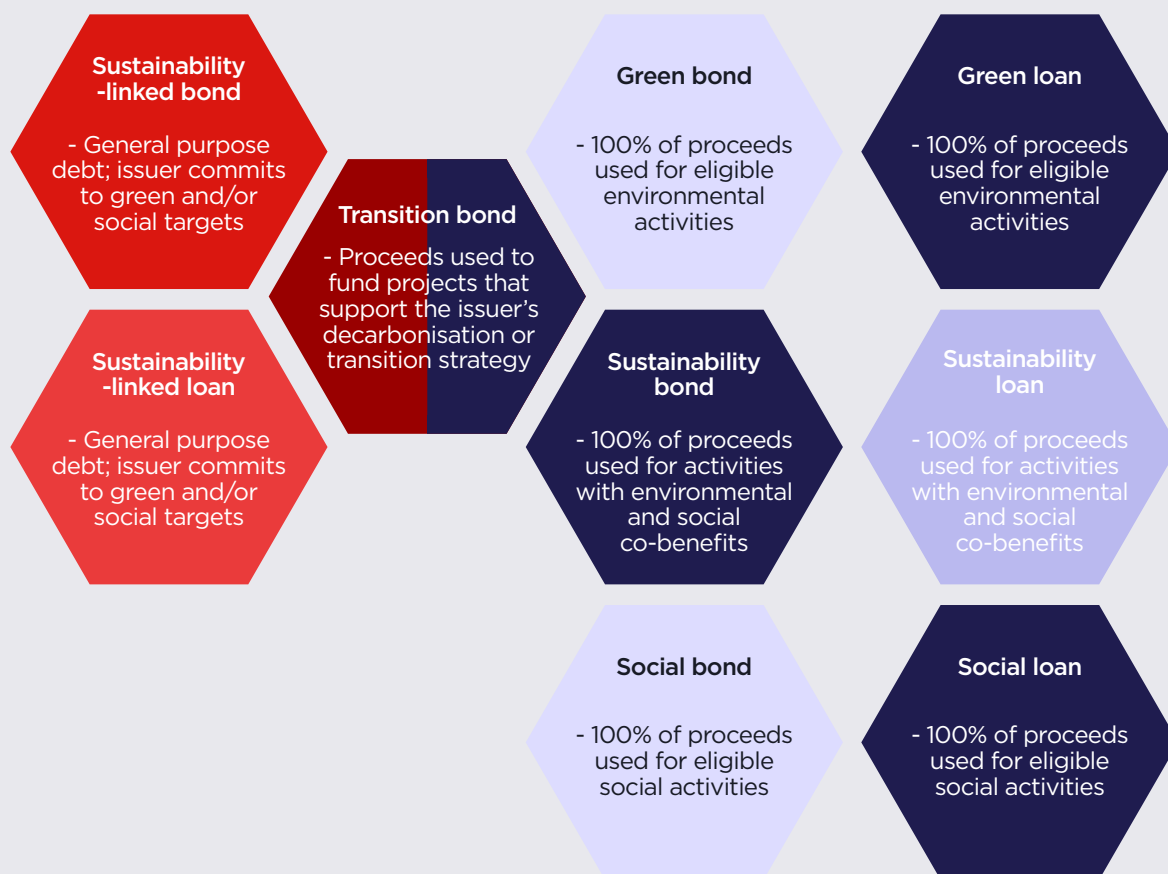 Sustainability
-linked bond
- General purpose
debt; issuer commits
to green and/or
social targets
Sustainability
-linked loan
- General purpose
debt; issuer commits
to green and/or
social targets
Transition bond
- Proceeds used to
fund projects that
support the issuer’s
decarbonisation or
transition strategy
Green bond
- 100% of proceeds
used for eligible
environmental
activities
Green loan
- 100% of proceeds
used for eligible
environmental
activities
Sustainability
bond
- 100% of proceeds
used for activities
with environmental
and social
co-benefits
Sustainability
loan
- 100% of proceeds
used for activities
with environmental
and social
co-benefits
Social bond
- 100% of proceeds
used for eligible
social activities
Social loan
- 100% of proceeds
used for eligible
social activities